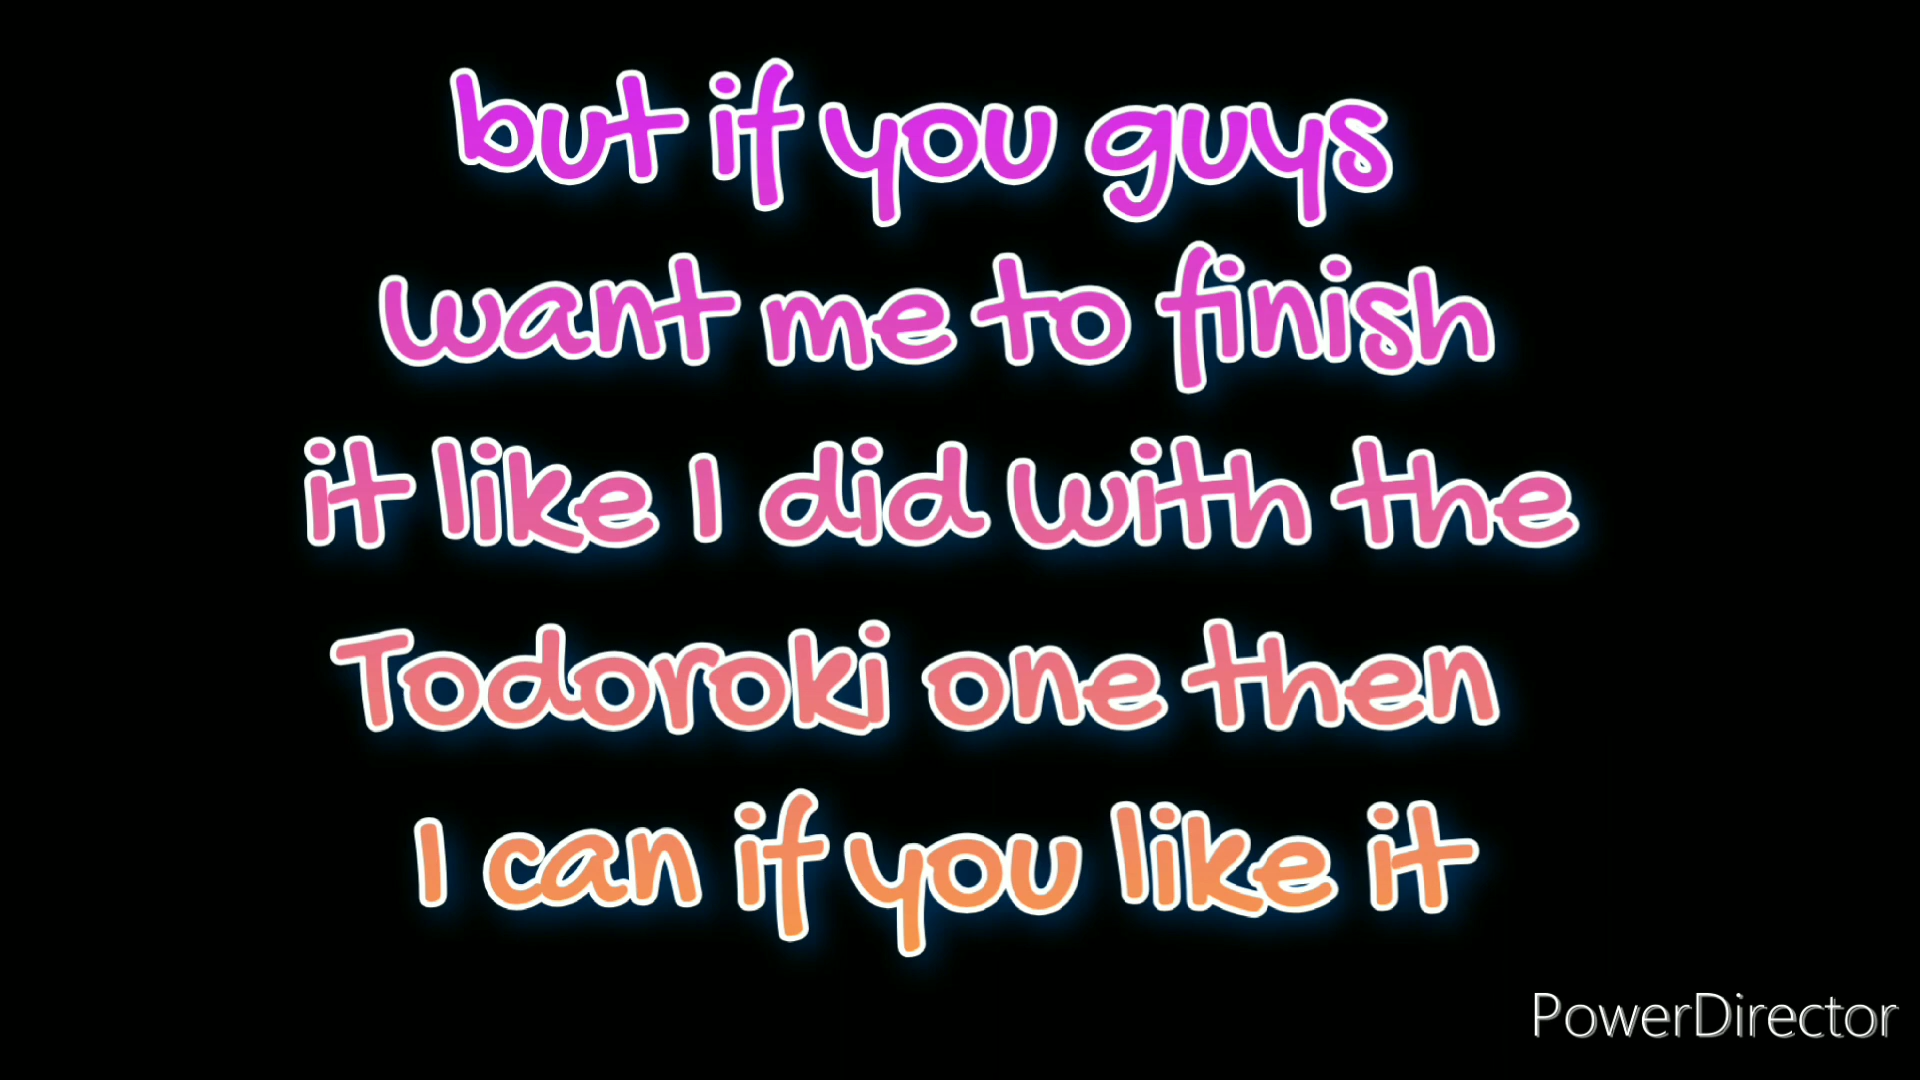 but if you guys
want me to finish
it like I did with the
Todoroki one then
I can if you like it
PowerDirector